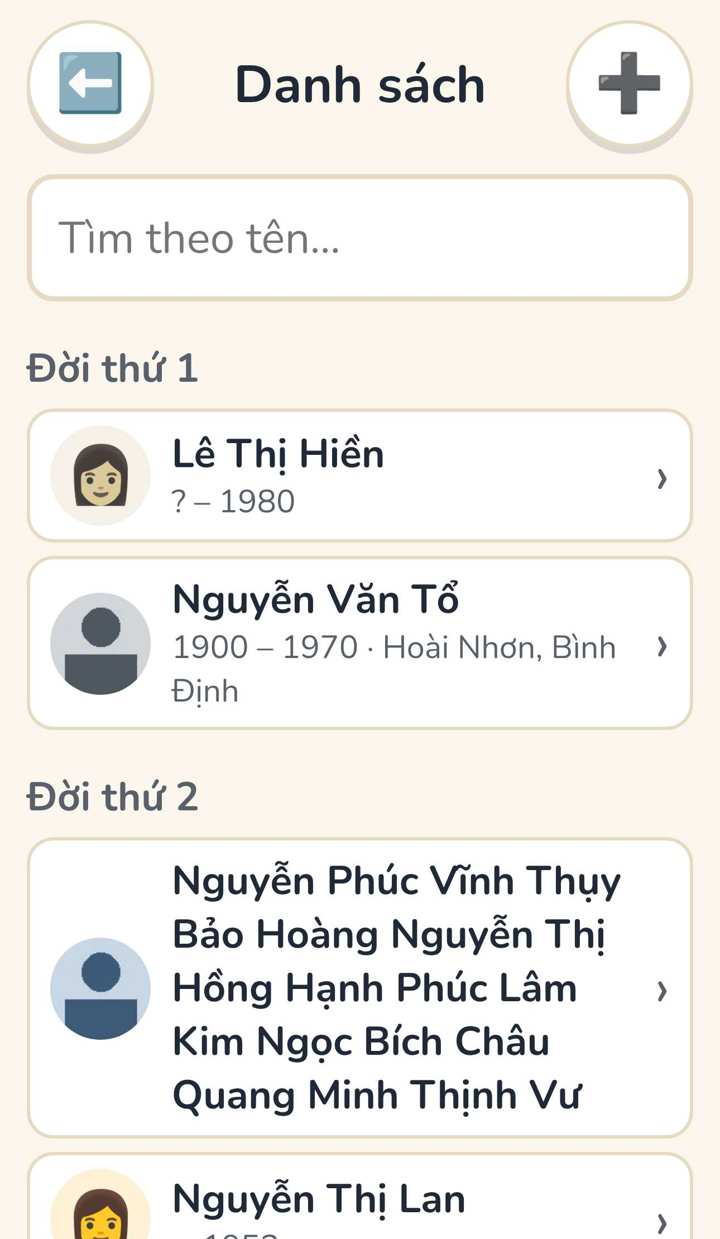 Danh sách
Tìm theo tên...
Đời thứ 1
Lê Thị Hiền
? – 1980
›
Nguyễn Văn Tổ
1900 – 1970 · Hoài Nhơn, Bình
Định
›
Đời thứ 2
Nguyễn Phúc Vĩnh Thụy
Bảo Hoàng Nguyễn Thị
Hồng Hạnh Phúc Lâm
Kim Ngọc Bích Châu
Quang Minh Thịnh Vư
›
Nguyễn Thị Lan
›